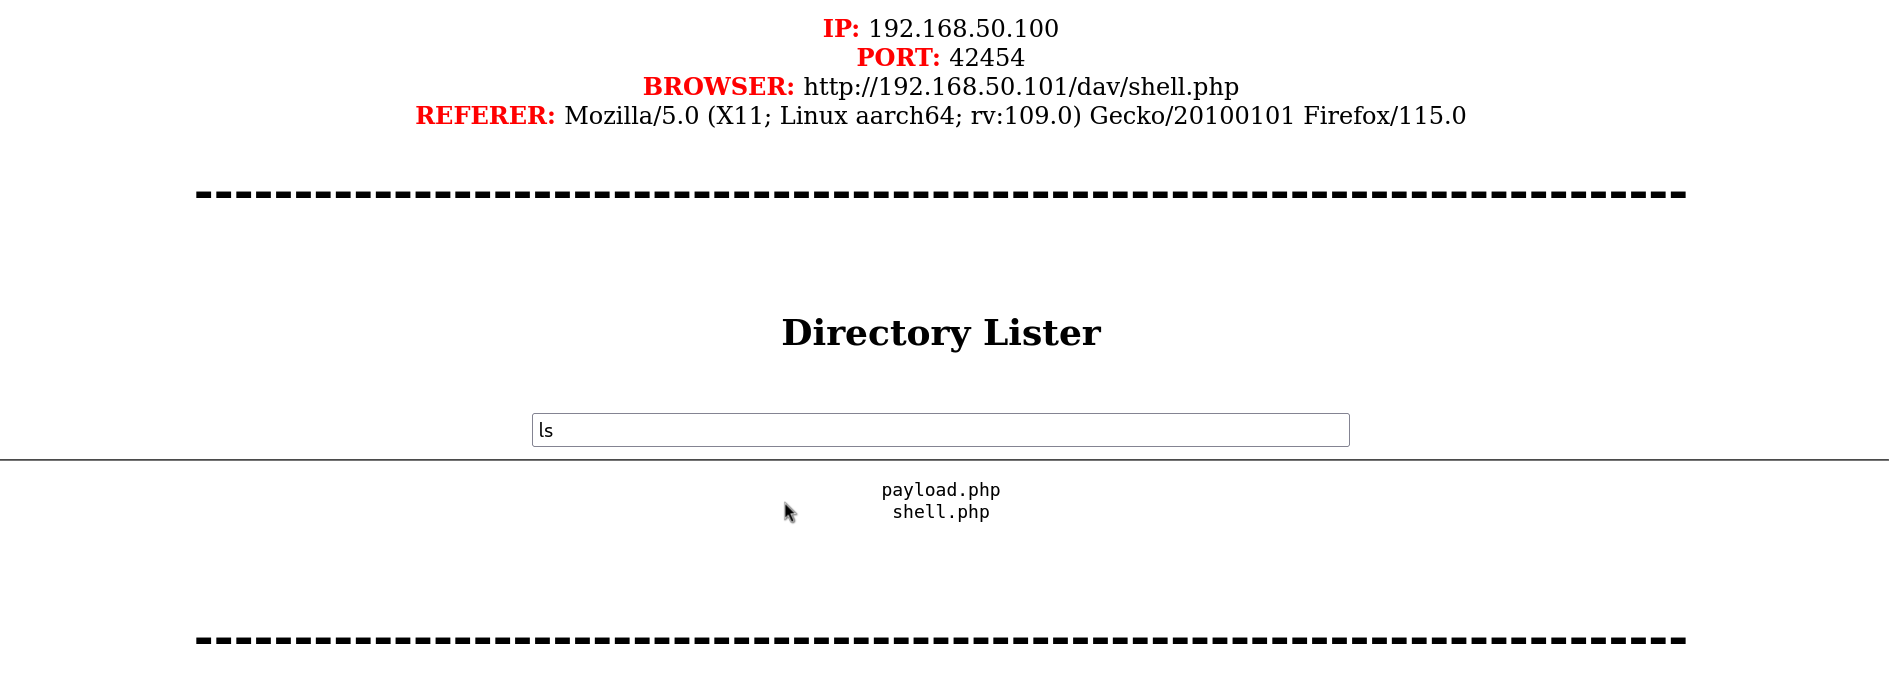 IP: 192.168.50.100
PORT: 42454
BROWSER: http://192.168.50.101/dav/shell.php
REFERER: Mozilla/5.0 (X11; Linux aarch64; rv:109.0) Gecko/20100101 Firefox/115.0
Directory Lister
ls
payload.php
shell.php